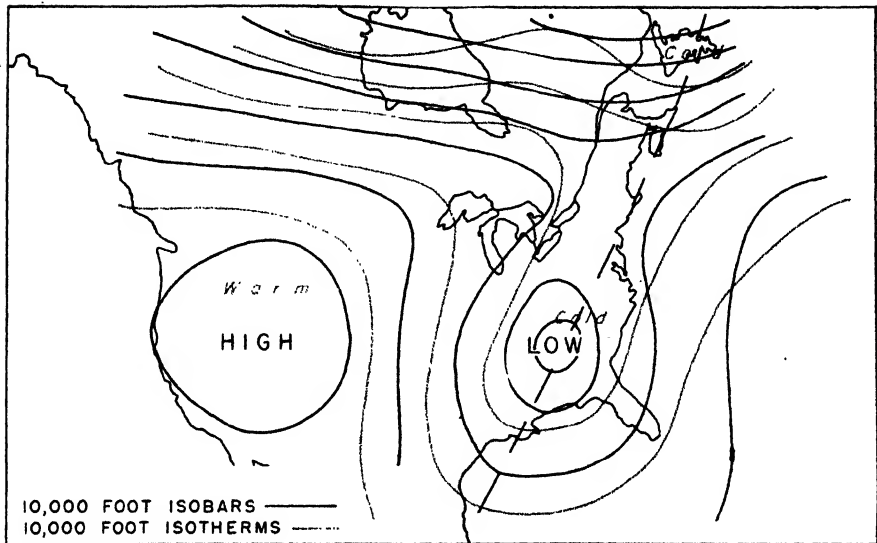 Warm
HIGH
Cold
LOW
10,000 FOOT ISOBARS
10,000 FOOT ISOTHERMS